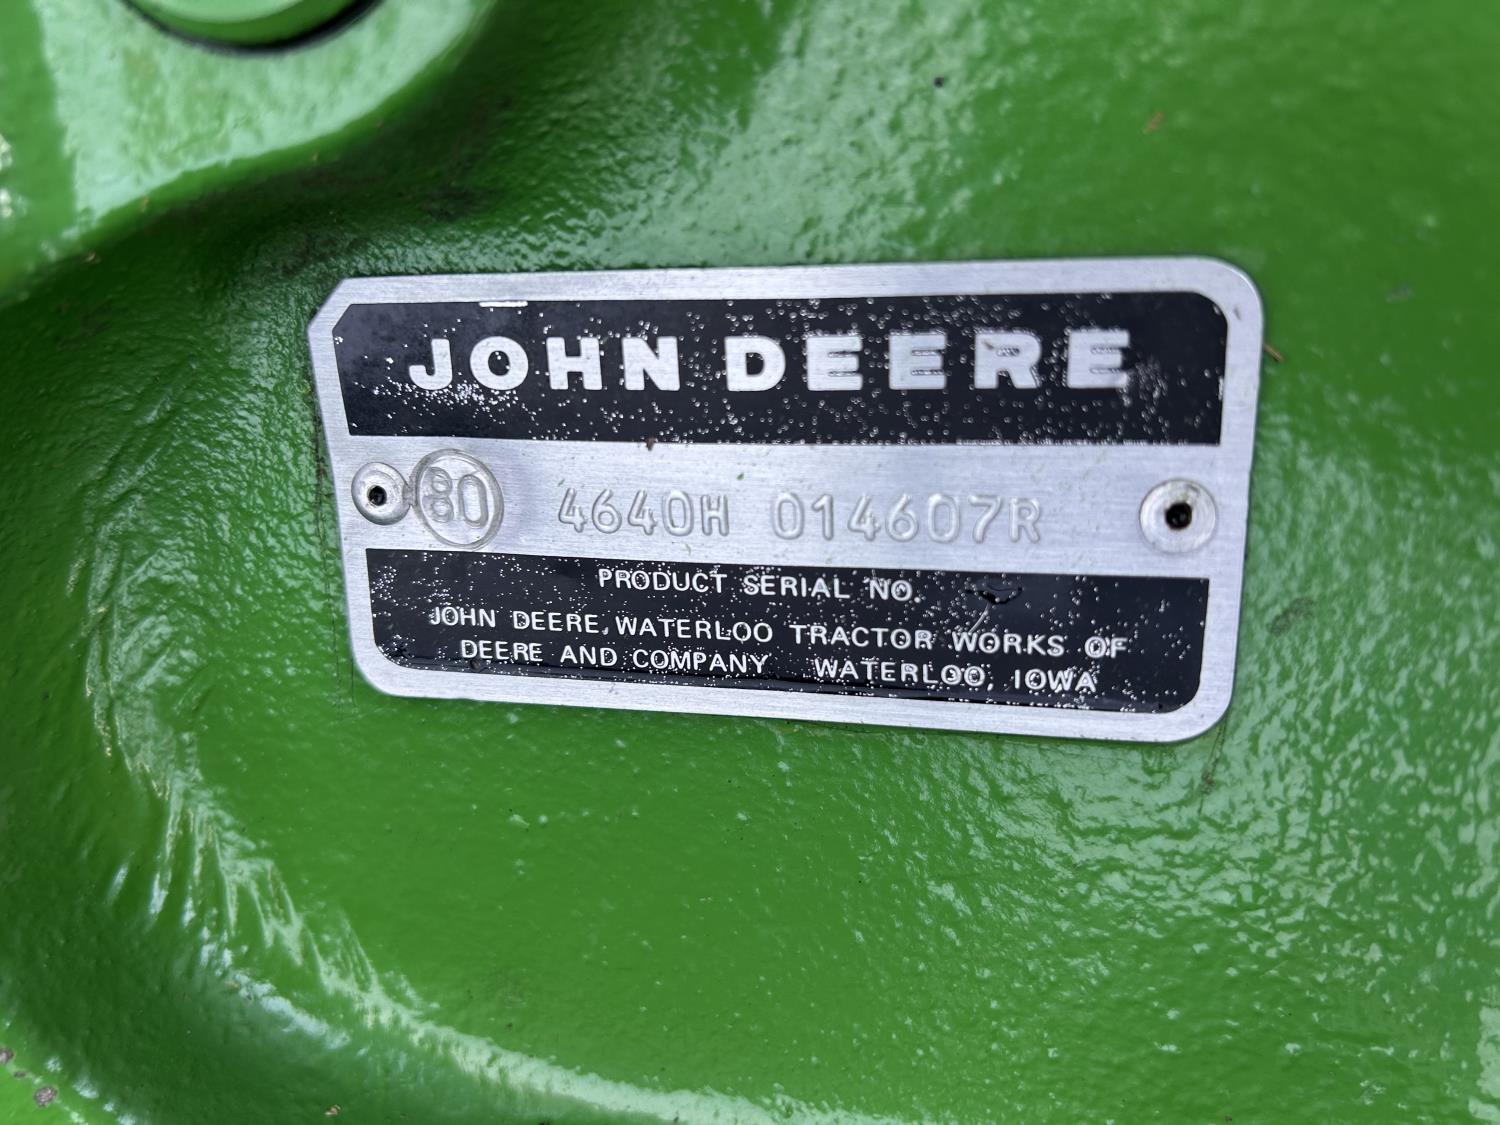 JOHN DEERE
80 4640H 014607R
PRODUCT SERIAL NO.
JOHN DEERE, WATERLOO TRACTOR WORKS OF
DEERE AND COMPANY WATERLOO, IOWA